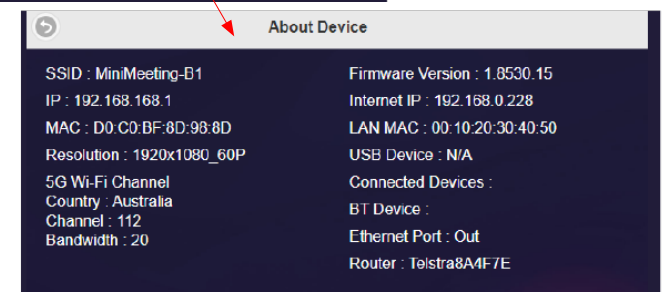 About Device
SSID : MiniMeeting-B1
IP : 192.168.168.1
MAC : D0:C0:BF:8D:98:8D
Resolution : 1920x1080_60P
5G Wi-Fi Channel
Country : Australia
Channel : 112
Bandwidth : 20
Firmware Version : 1.8530.15
Internet IP : 192.168.0.228
LAN MAC : 00:10:20:30:40:50
USB Device : N/A
Connected Devices :
BT Device :
Ethernet Port : Out
Router : Telstra8A4F7E